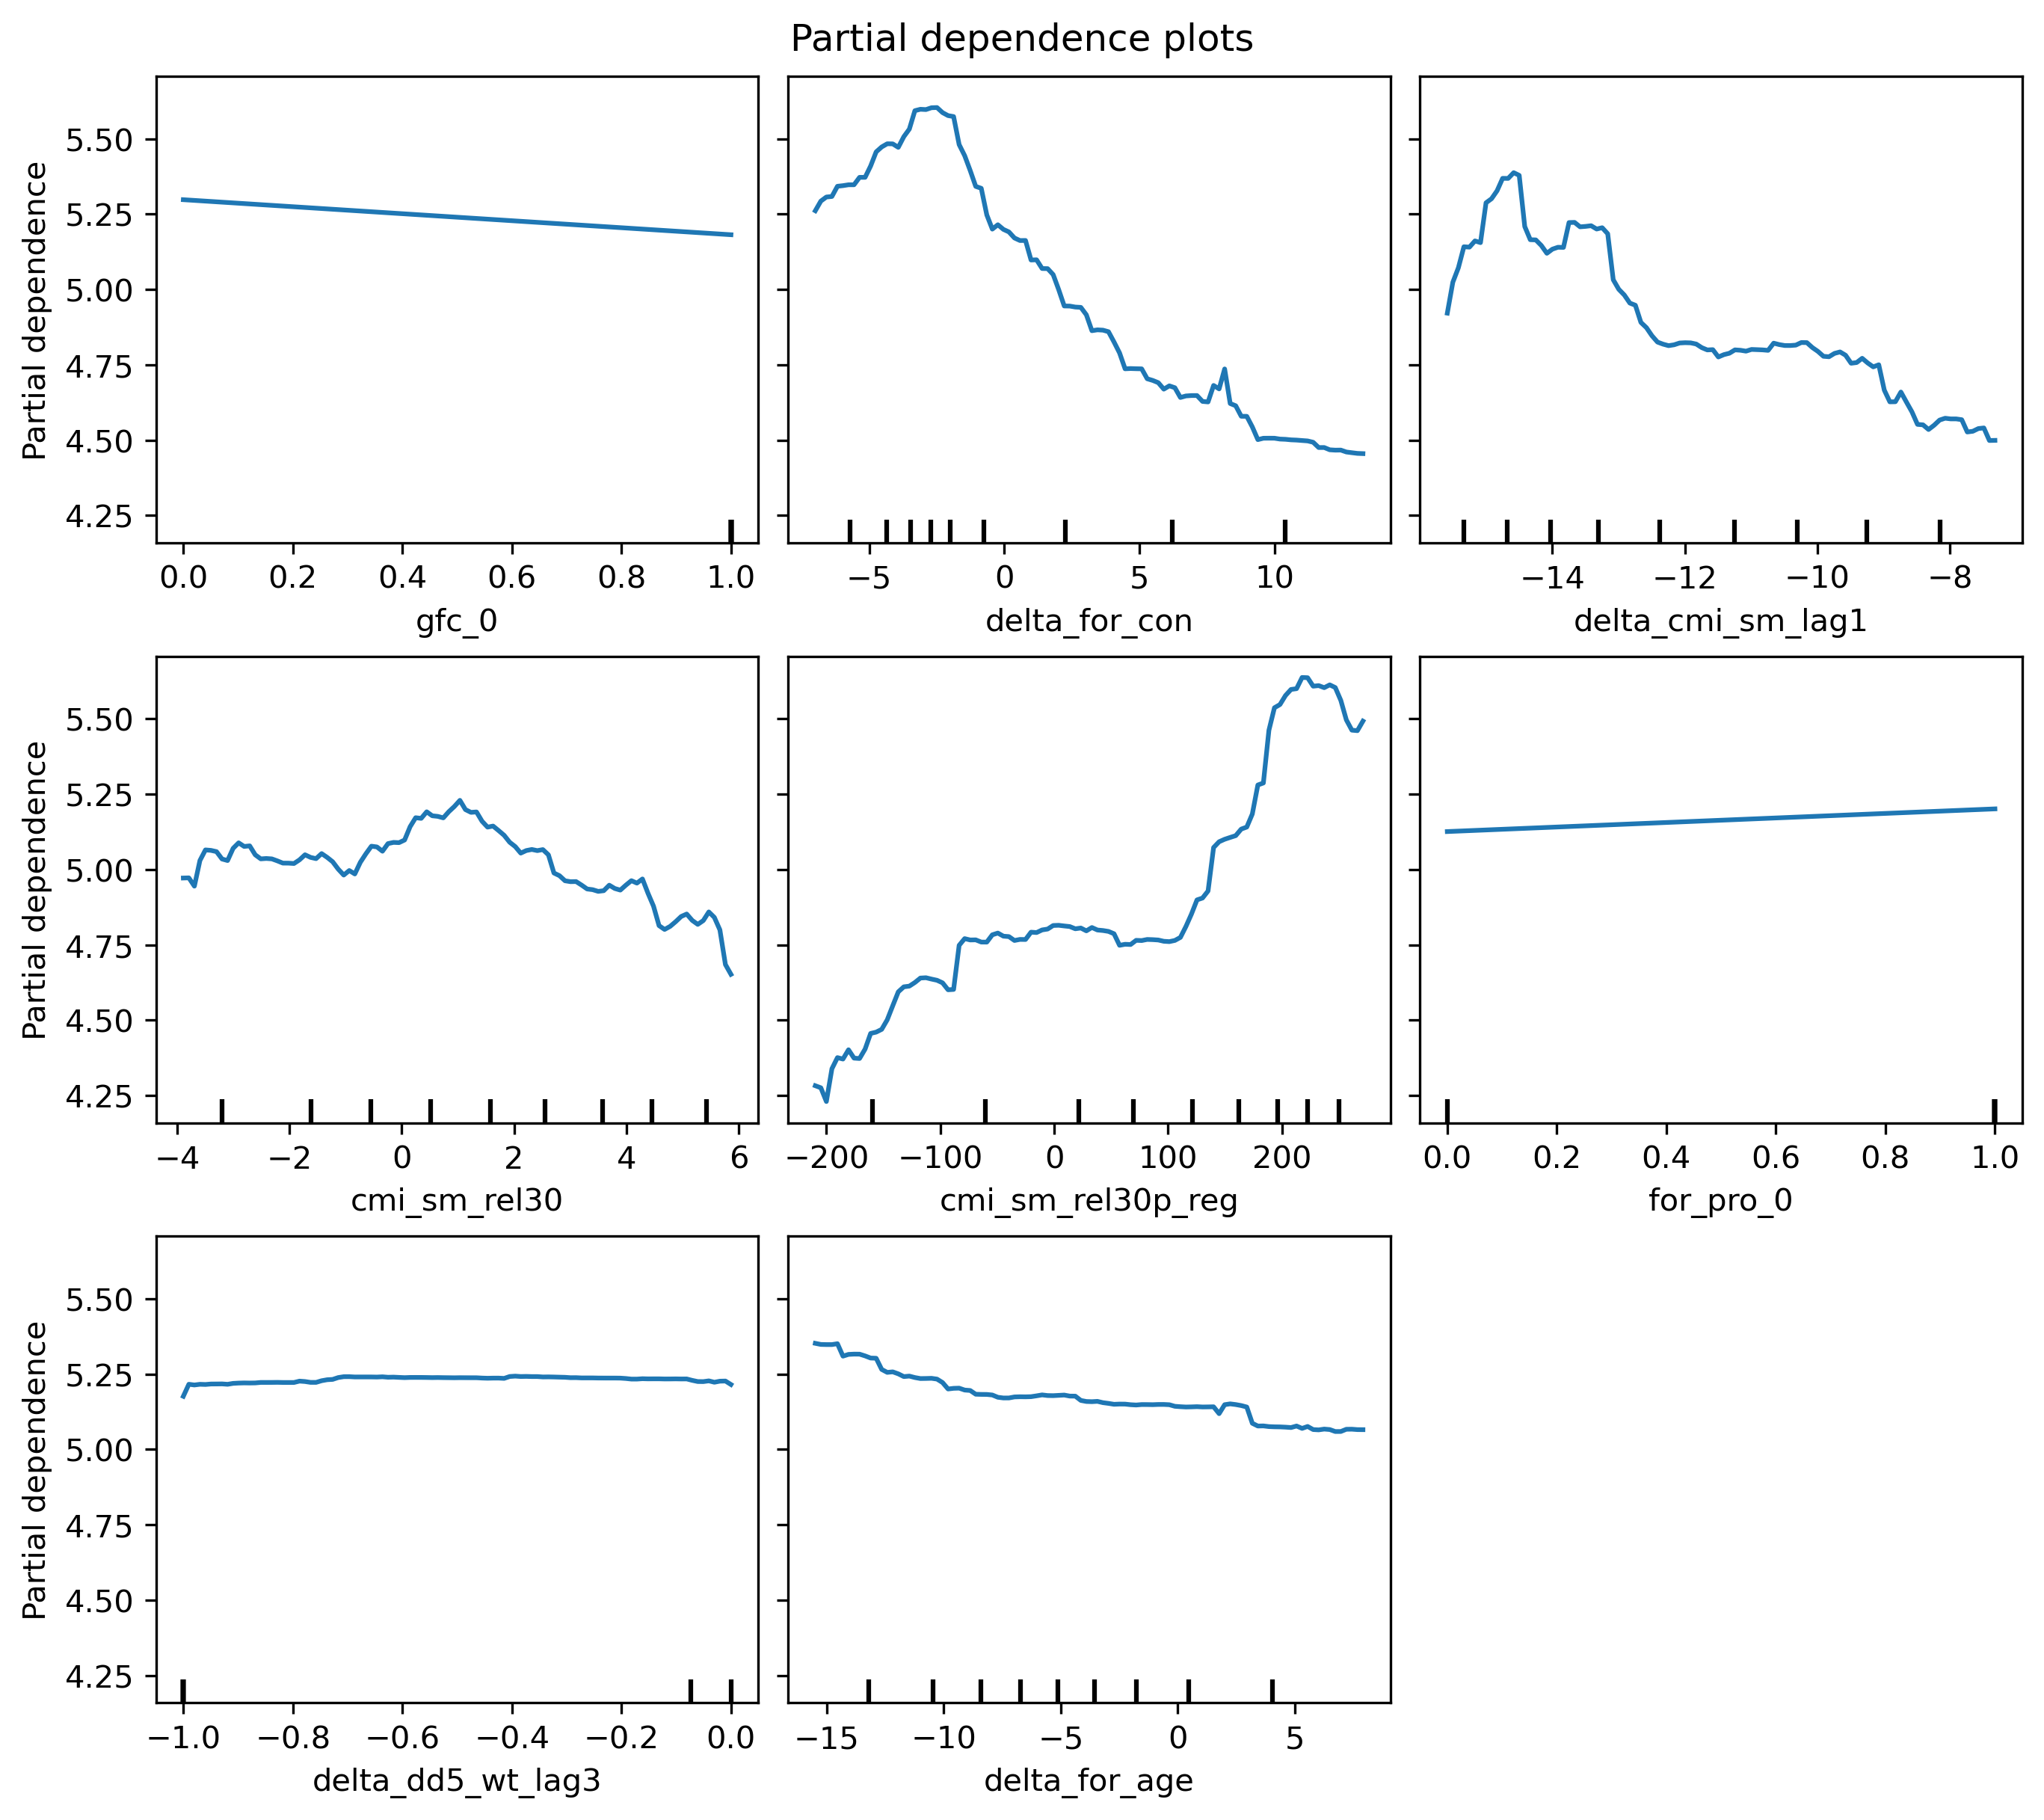 Partial dependence plots
Partial dependence
5.50
5.25
5.00
4.75
4.50
4.25
0.0 0.2 0.4 0.6 0.8 1.0
gfc_0
−5 0 5 10
delta_for_con
−14 −12 −10 −8
delta_cmi_sm_lag1
Partial dependence
5.50
5.25
5.00
4.75
4.50
4.25
−4 −2 0 2 4 6
cmi_sm_rel30
−200 −100 0 100 200
cmi_sm_rel30p_reg
0.0 0.2 0.4 0.6 0.8 1.0
for_pro_0
Partial dependence
5.50
5.25
5.00
4.75
4.50
4.25
−1.0 −0.8 −0.6 −0.4 −0.2 0.0
delta_dd5_wt_lag3
−15 −10 −5 0 5
delta_for_age